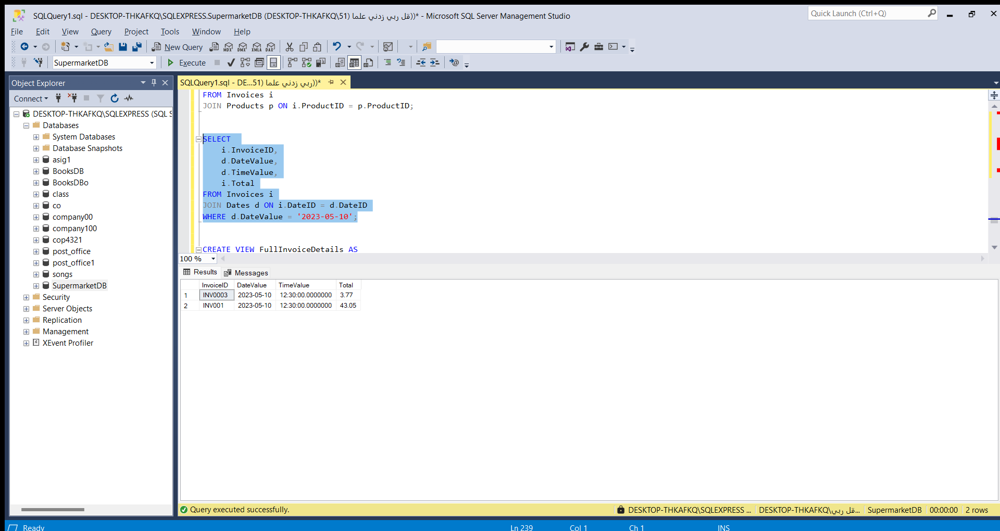 SQLQuery1.sql - DESKTOP-THKAFKQ\SQLEXPRESS.SupermarketDB (DESKTOP-THKAFKQ\قل ربي زدني علما (51))* - Microsoft SQL Server Management Studio
Quick Launch (Ctrl+Q)
File Edit View Query Project Tools Window Help
New Query MDX DMX XMLA DAX
SupermarketDB Execute
Object Explorer
SQLQuery1.sql - DE...ربي زدني علما (51))*
Connect
DESKTOP-THKAFKQ\SQLEXPRESS (SQL S
Databases
System Databases
Database Snapshots
asig1
BooksDB
BooksDBo
class
co
company00
company100
cop4321
post_office
post_office1
songs
SupermarketDB
Security
Server Objects
Replication
Management
XEvent Profiler
FROM Invoices i
JOIN Products p ON i.ProductID = p.ProductID;
SELECT
i.InvoiceID,
d.DateValue,
d.TimeValue,
i.Total
FROM Invoices i
JOIN Dates d ON i.DateID = d.DateID
WHERE d.DateValue = '2023-05-10';
CREATE VIEW FullInvoiceDetails AS
100 %
Results Messages
InvoiceID DateValue TimeValue Total
1 INV0003 2023-05-10 12:30:00.0000000 3.77
2 INV001 2023-05-10 12:30:00.0000000 43.05
Query executed successfully.
DESKTOP-THKAFKQ\SQLEXPRESS ... DESKTOP-THKAFKQ\قل ربي... SupermarketDB 00:00:00 2 rows
Ready Ln 239 Col 1 Ch 1 INS